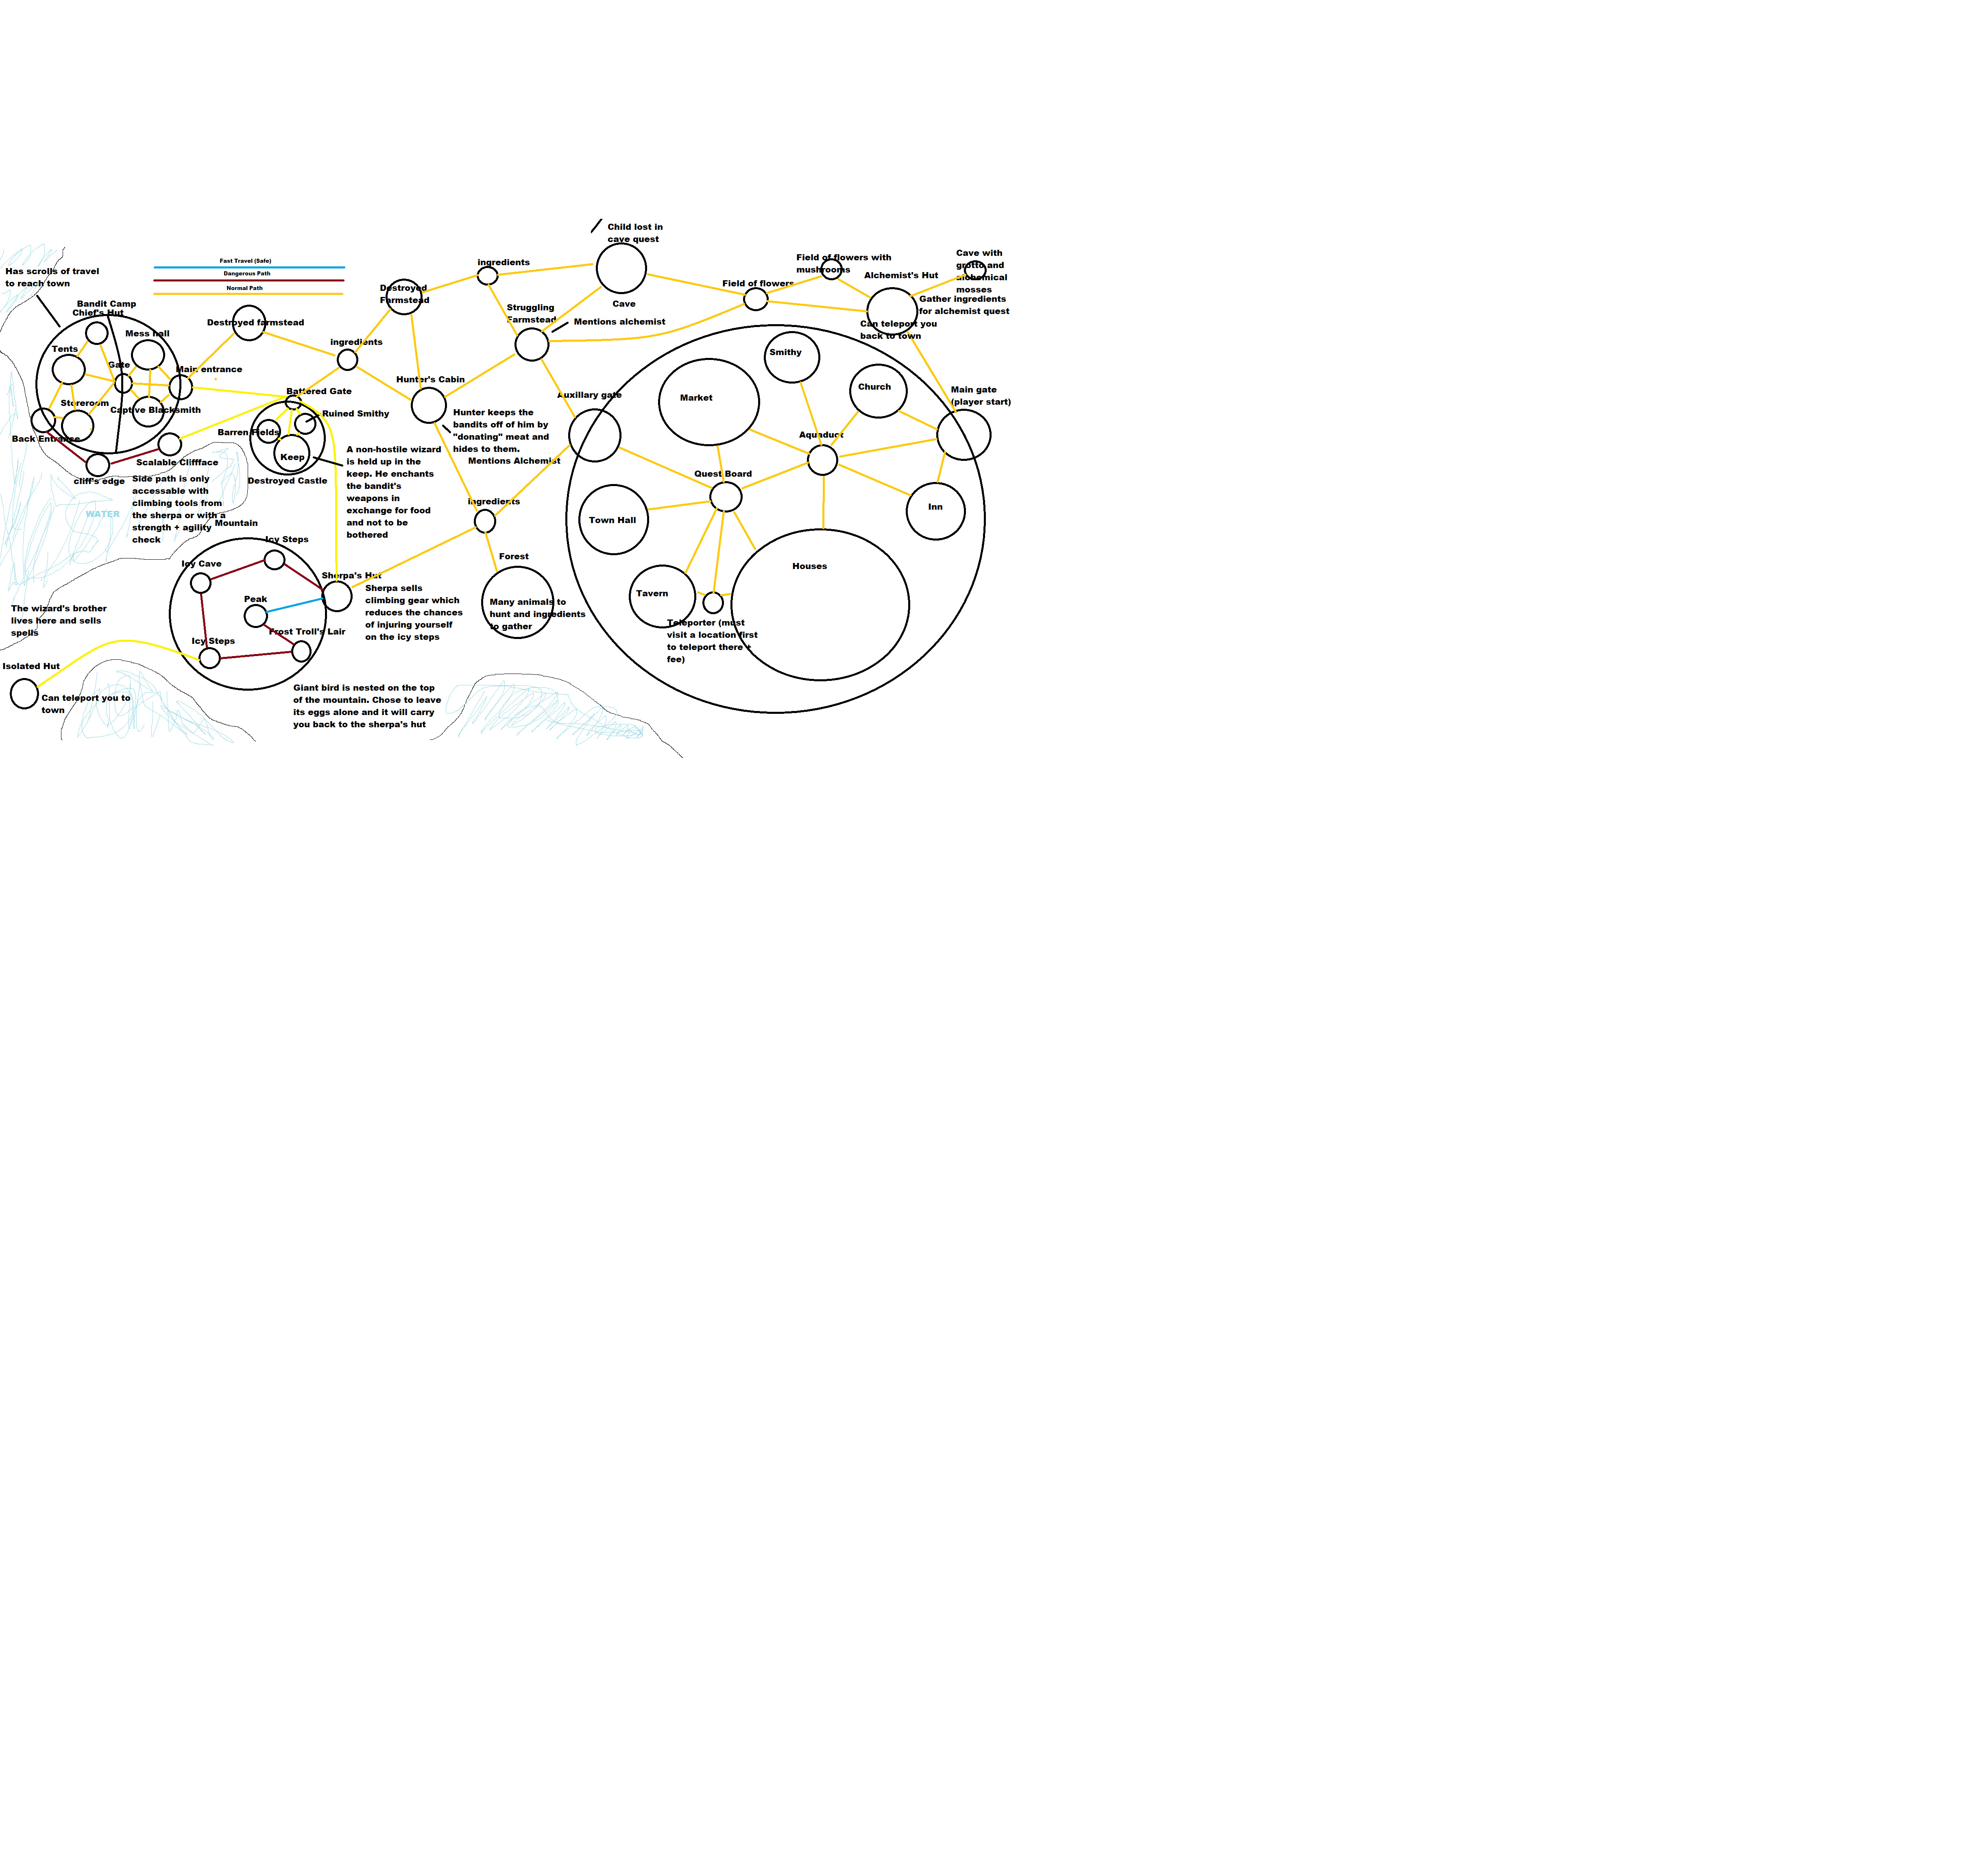 Child lost in
cave quest
Field of flowers with
mushrooms
Cave with
grotto and
alchemical
mosses
Fast Travel (Safe)
Dangerous Path
Normal Path
ingredients
Has scrolls of travel
to reach town
Alchemist's Hut
Field of flowers
Destroyed
Farmstead
Gather ingredients
for alchemist quest
Cave
Bandit Camp
Chief's Hut
Struggling
Farmstead
Mentions alchemist
Can teleport you
back to town
Destroyed farmstead
Mess hall
ingredients
Tents
Smithy
Gate
Main entrance
Hunter's Cabin
Church
Main gate
(player start)
Battered Gate
Auxillary gate
Market
Storeroom
Captive Blacksmith
Ruined Smithy
Hunter keeps the
bandits off of him by
"donating" meat and
hides to them.
Mentions Alchemist
Back Entrance
Barren Fields
Aquaduct
Keep
A non-hostile wizard
is held up in the
keep. He enchants
the bandit's
weapons in
exchange for food
and not to be
bothered
Scalable Cliffface
cliff's edge
Destroyed Castle
Side path is only
accessable with
climbing tools from
the sherpa or with a
strength + agility
check
Quest Board
ingredients
Inn
WATER
Town Hall
Mountain
Icy Steps
Forest
Icy Cave
Houses
Sherpa's Hut
Sherpa sells
climbing gear which
reduces the chances
of injuring yourself
on the icy steps
Peak
Many animals to
hunt and ingredients
to gather
Tavern
The wizard's brother
lives here and sells
spells
Teleporter (must
visit a location first
to teleport there +
fee)
Frost Troll's Lair
Icy Steps
Isolated Hut
Can teleport you to
town
Giant bird is nested on the top
of the mountain. Chose to leave
its eggs alone and it will carry
you back to the sherpa's hut